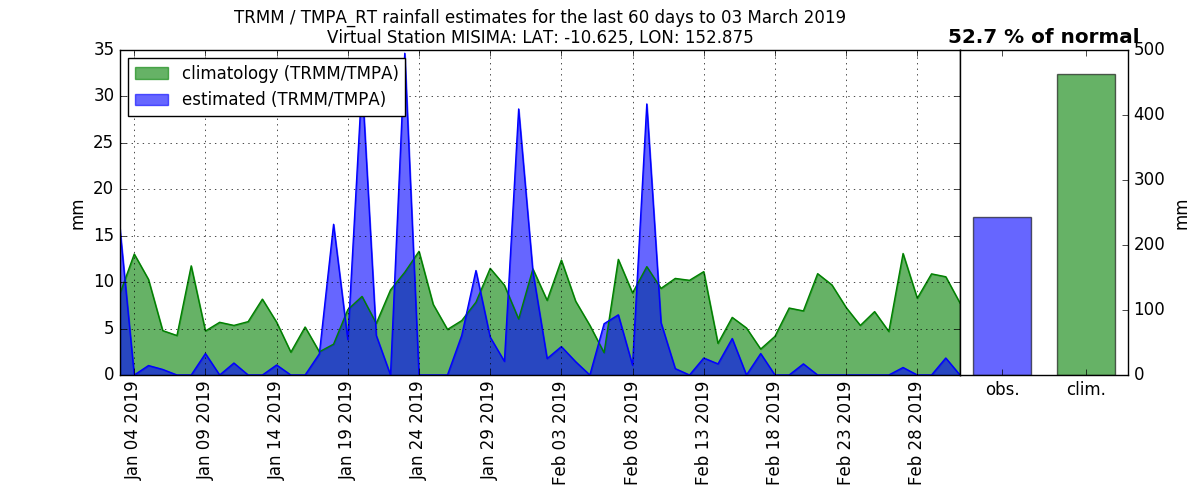 TRMM / TMPA_RT rainfall estimates for the last 60 days to 03 March 2019
Virtual Station MISIMA: LAT: -10.625, LON: 152.875
52.7 % of normal
climatology (TRMM/TMPA)
estimated (TRMM/TMPA)
35
30
25
20
15
10
5
0
mm
Jan 04 2019
Jan 09 2019
Jan 14 2019
Jan 19 2019
Jan 24 2019
Jan 29 2019
Feb 03 2019
Feb 08 2019
Feb 13 2019
Feb 18 2019
Feb 23 2019
Feb 28 2019
obs.
clim.
500
400
300
200
100
0
mm